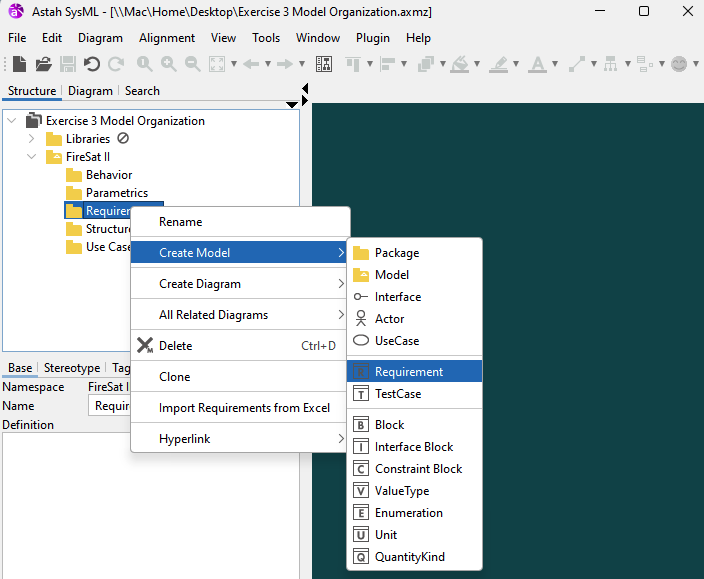 Astah SysML - [\\Mac\Home\Desktop\Exercise 3 Model Organization.axmz]
File Edit Diagram Alignment View Tools Window Plugin Help
Structure Diagram Search
Exercise 3 Model Organization
Libraries
FireSat II
Behavior
Parametrics
Requirem
Structure
Use Case
Rename
Create Model
Create Diagram
All Related Diagrams
Delete Ctrl+D
Clone
Import Requirements from Excel
Hyperlink
Package
Model
Interface
Actor
UseCase
Requirement
T TestCase
B Block
I Interface Block
C Constraint Block
V ValueType
E Enumeration
U Unit
Q QuantityKind
Base Stereotype Tag
Namespace FireSat I
Name Requir
Definition